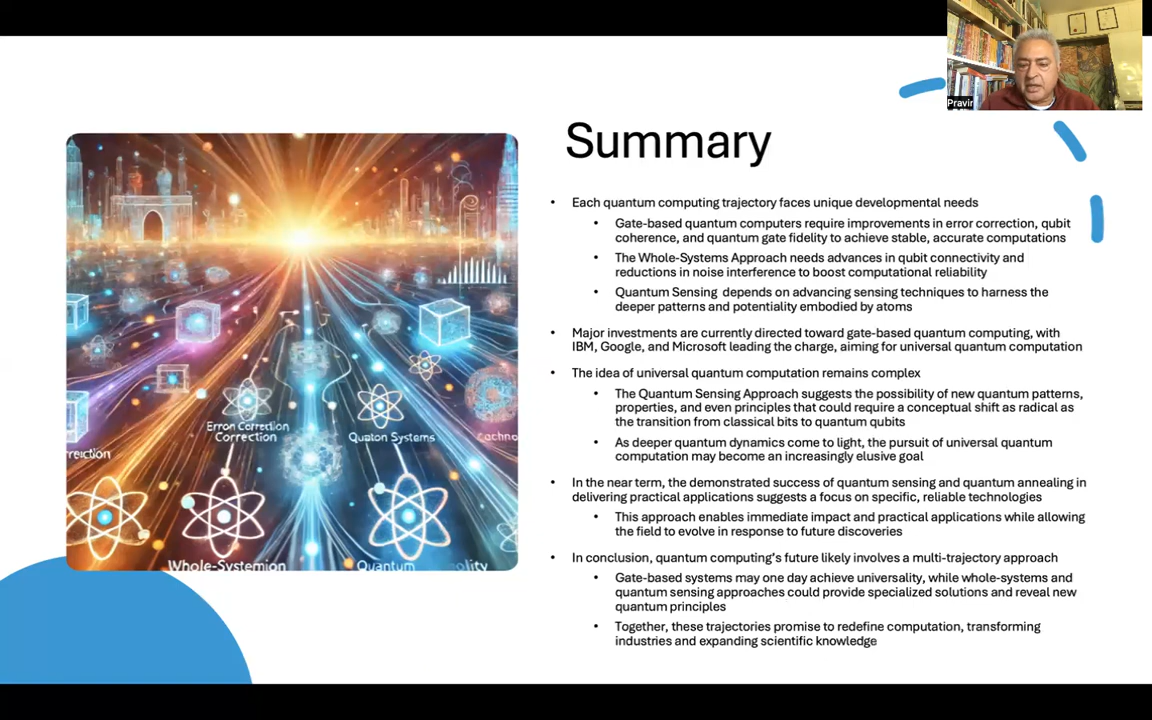 Pravir
Summary
• Each quantum computing trajectory faces unique developmental needs
• Gate-based quantum computers require improvements in error correction, qubit
coherence, and quantum gate fidelity to achieve stable, accurate computations
• The Whole-Systems Approach needs advances in qubit connectivity and
reductions in noise interference to boost computational reliability
• Quantum Sensing depends on advancing sensing techniques to harness the
deeper patterns and potentiality embodied by atoms
• Major investments are currently directed toward gate-based quantum computing, with
IBM, Google, and Microsoft leading the charge, aiming for universal quantum computation
• The idea of universal quantum computation remains complex
• The Quantum Sensing Approach suggests the possibility of new quantum patterns,
properties, and even principles that could require a conceptual shift as radical as
the transition from classical bits to quantum qubits
• As deeper quantum dynamics come to light, the pursuit of universal quantum
computation may become an increasingly elusive goal
• In the near term, the demonstrated success of quantum sensing and quantum annealing in
delivering practical applications suggests a focus on specific, reliable technologies
• This approach enables immediate impact and practical applications while allowing
the field to evolve in response to future discoveries
• In conclusion, quantum computing's future likely involves a multi-trajectory approach
• Gate-based systems may one day achieve universality, while whole-systems and
quantum sensing approaches could provide specialized solutions and reveal new
quantum principles
• Together, these trajectories promise to redefine computation, transforming
industries and expanding scientific knowledge
Correction
Quaton Systems
rrection
Whole-Systemion
Quantum